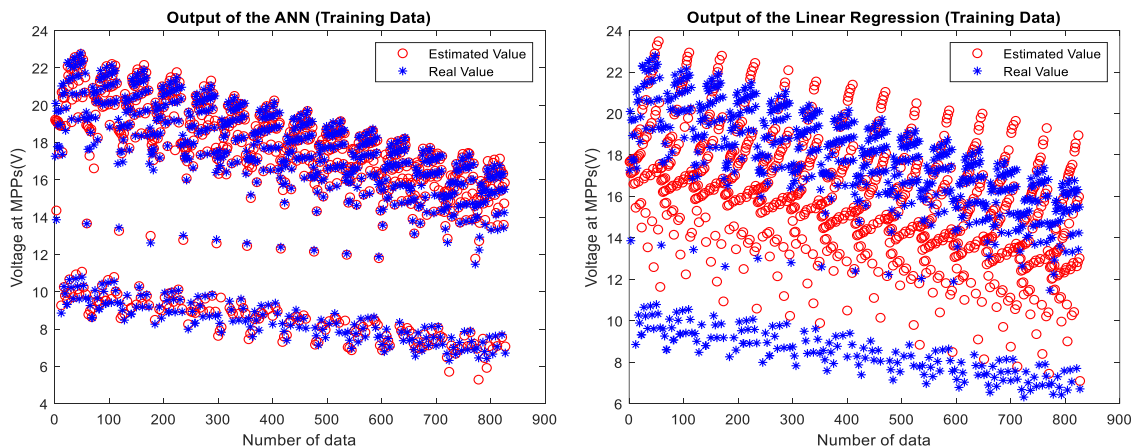 Output of the ANN (Training Data)
Estimated Value
Real Value
24
22
20
18
16
14
12
10
8
6
4
Voltage at MPPs(V)
0 100 200 300 400 500 600 700 800 900
Number of data
Output of the Linear Regression (Training Data)
Estimated Value
Real Value
24
22
20
18
16
14
12
10
8
6
Voltage at MPPs(V)
0 100 200 300 400 500 600 700 800 900
Number of data